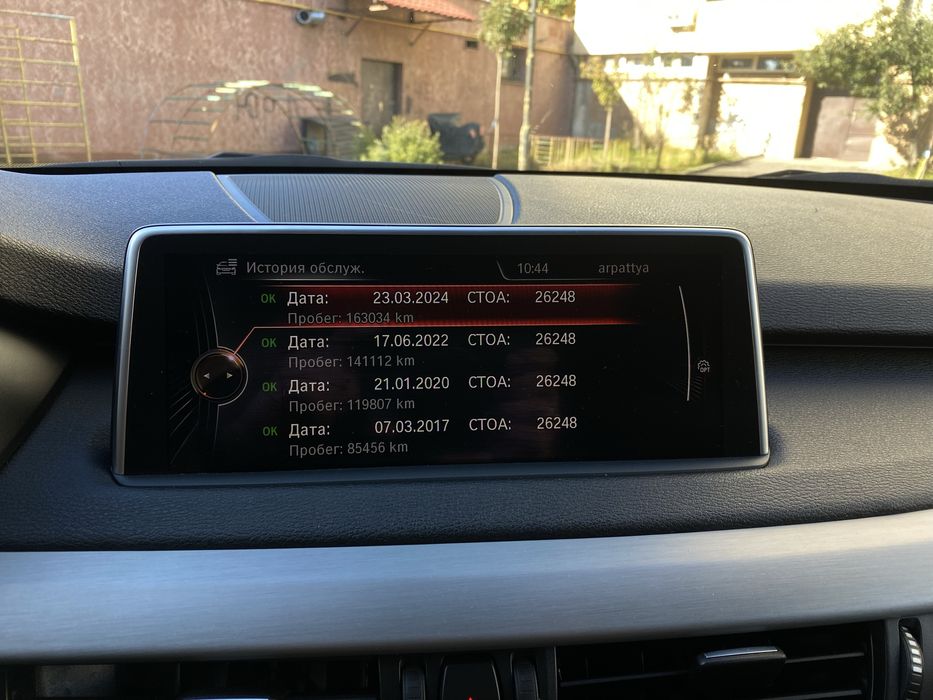 История обслуж. 10:44 arpattya
OK Дата: 23.03.2024 СТОА: 26248
Пробег: 163034 km
OK Дата: 17.06.2022 СТОА: 26248
Пробег: 141112 km
OK Дата: 21.01.2020 СТОА: 26248
Пробег: 119807 km
OK Дата: 07.03.2017 СТОА: 26248
Пробег: 85456 km
OPT